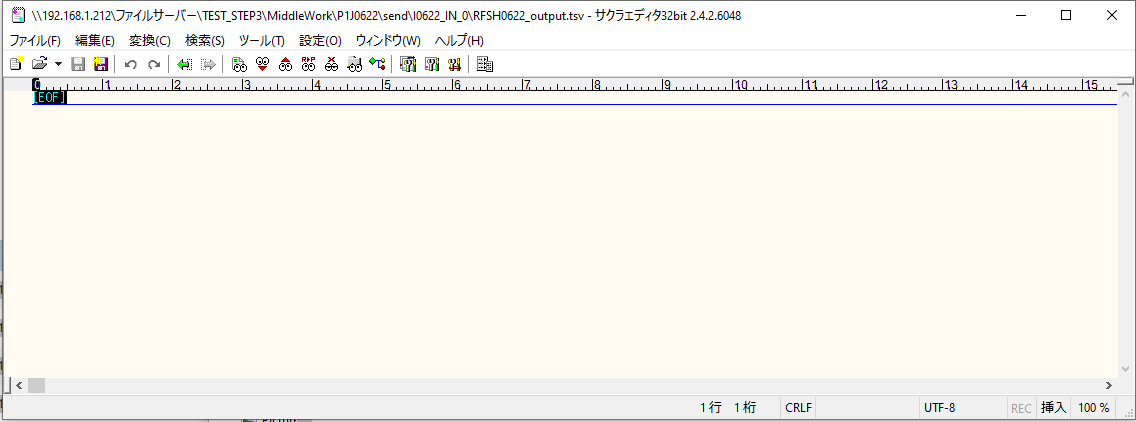 \\192.168.1.212\ファイルサーバー\TEST_STEP3\MiddleWork\P1J0622\send\I0622_IN_0\RFSH0622_output.tsv - サクラエディタ32bit 2.4.2.6048
ファイル(F) 編集(E) 変換(C) 検索(S) ツール(T) 設定(O) ウィンドウ(W) ヘルプ(H)
0 1 2 3 4 5 6 7 8 9 10 11 12 13 14 15
[EOF]
1行 1桁 CRLF UTF-8 REC 挿入 100 %